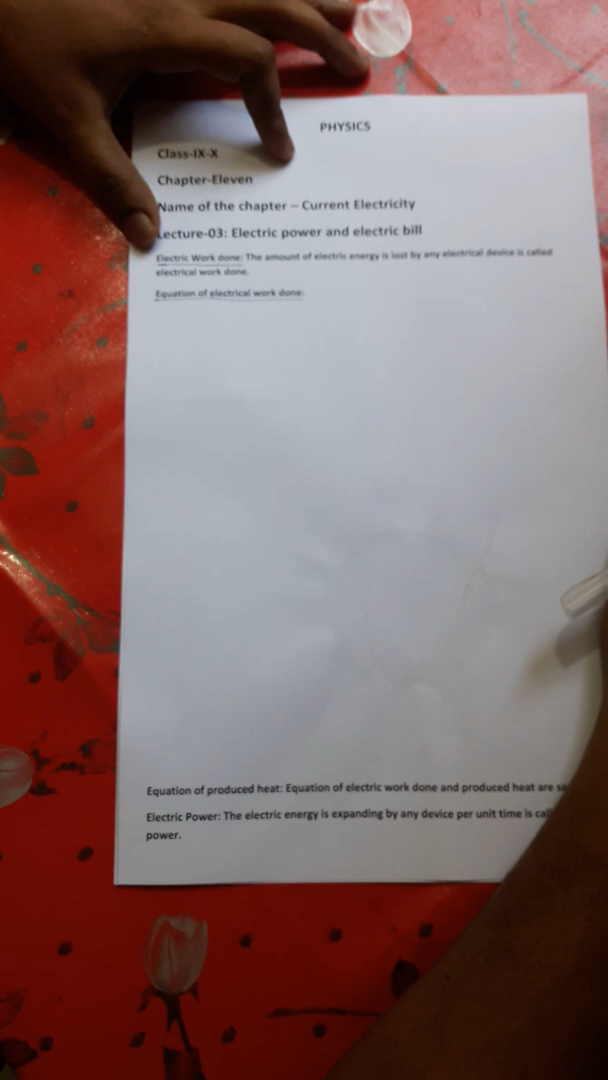 PHYSICS
Class-IX-X
Chapter-Eleven
Name of the chapter – Current Electricity
Lecture-03: Electric power and electric bill
Electric Work done: The amount of electric energy is lost by any electrical device is called
electrical work done.
Equation of electrical work done:
Equation of produced heat: Equation of electric work done and produced heat are
Electric Power: The electric energy is expanding by any device per unit time is
power.